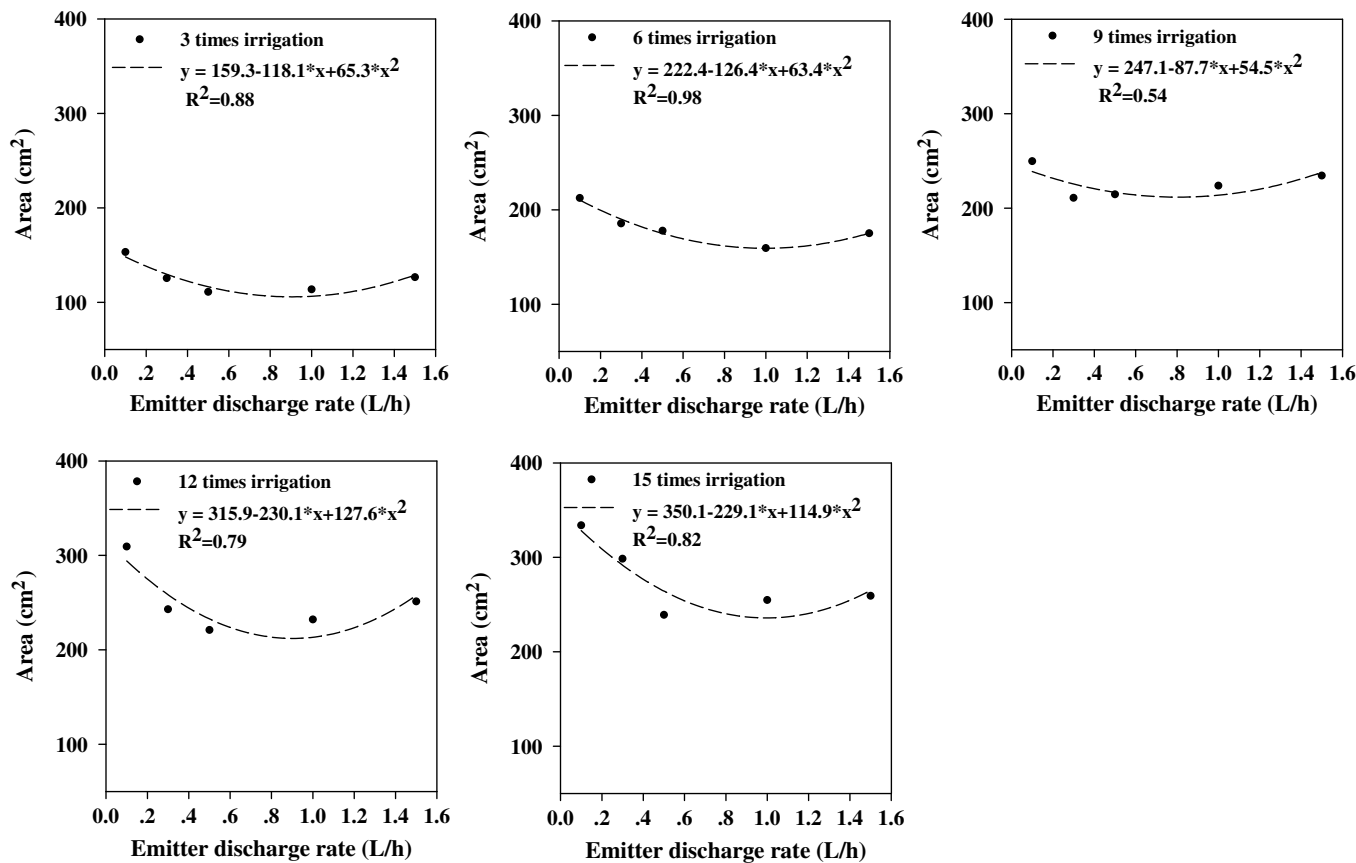 400
300
200
100
Area (cm²)
3 times irrigation
y = 159.3-118.1*x+65.3*x²
R²=0.88
0.0 .2 .4 .6 .8 1.0 1.2 1.4 1.6
Emitter discharge rate (L/h)
400
300
200
100
Area (cm²)
6 times irrigation
y = 222.4-126.4*x+63.4*x²
R²=0.98
0.0 .2 .4 .6 .8 1.0 1.2 1.4 1.6
Emitter discharge rate (L/h)
400
300
200
100
Area (cm²)
9 times irrigation
y = 247.1-87.7*x+54.5*x²
R²=0.54
0.0 .2 .4 .6 .8 1.0 1.2 1.4 1.6
Emitter discharge rate (L/h)
400
300
200
100
Area (cm²)
12 times irrigation
y = 315.9-230.1*x+127.6*x²
R²=0.79
0.0 .2 .4 .6 .8 1.0 1.2 1.4 1.6
Emitter discharge rate (L/h)
400
300
200
100
Area (cm²)
15 times irrigation
y = 350.1-229.1*x+114.9*x²
R²=0.82
0.0 .2 .4 .6 .8 1.0 1.2 1.4 1.6
Emitter discharge rate (L/h)